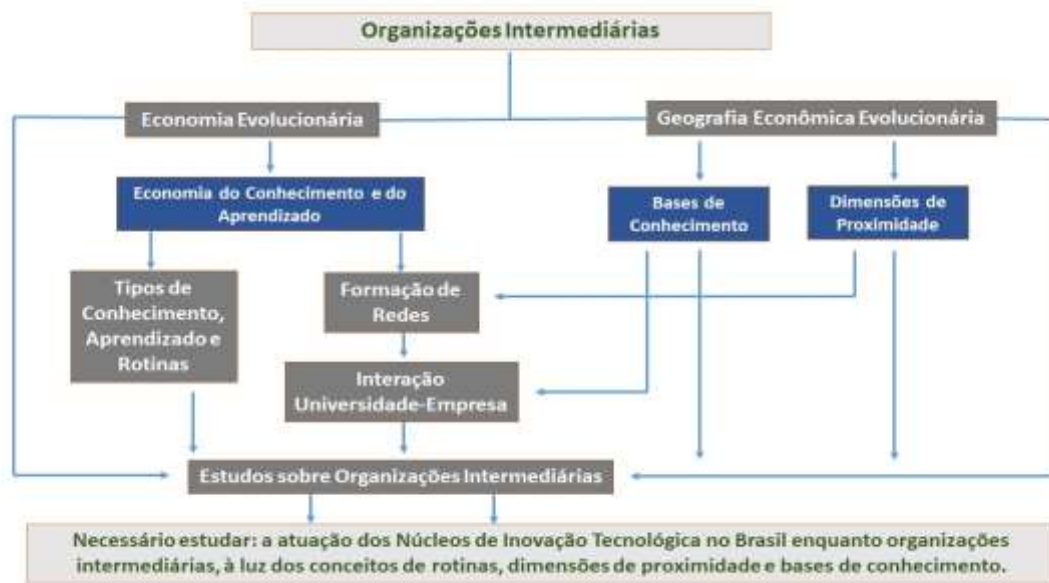 Organizações Intermediárias
Economia Evolucionária
Geografia Econômica Evolucionária
Economia do Conhecimento e do
Aprendizado
Bases de
Conhecimento
Dimensões de
Proximidade
Tipos de
Conhecimento,
Aprendizado e
Rotinas
Formação de
Redes
Interação
Universidade-Empresa
Estudos sobre Organizações Intermediárias
Necessário estudar: a atuação dos Núcleos de Inovação Tecnológica no Brasil enquanto organizações
intermediárias, à luz dos conceitos de rotinas, dimensões de proximidade e bases de conhecimento.